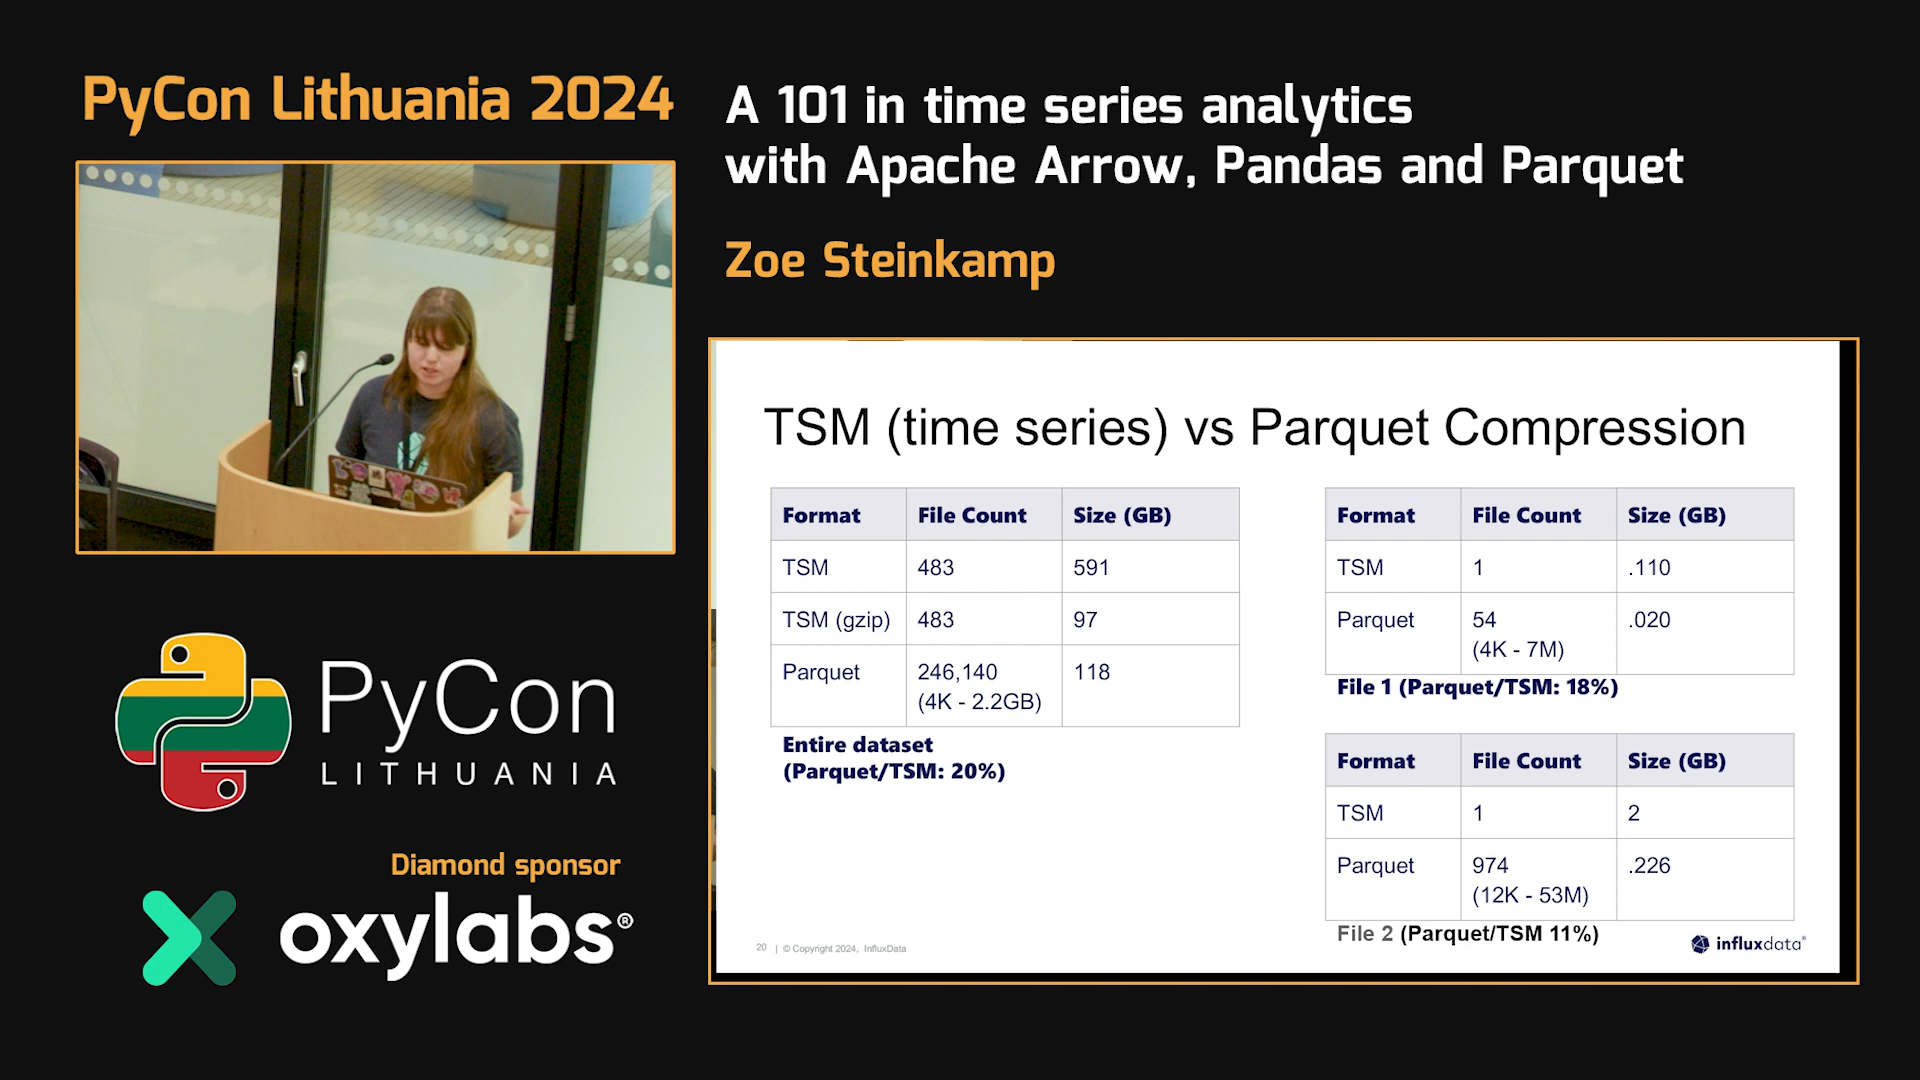 PyCon Lithuania 2024
A 101 in time series analytics
with Apache Arrow, Pandas and Parquet
Zoe Steinkamp
TSM (time series) vs Parquet Compression
Format File Count Size (GB)
TSM 483 591
TSM (gzip) 483 97
Parquet 246,140 118
(4K - 2.2GB)
Entire dataset
(Parquet/TSM: 20%)
Format File Count Size (GB)
TSM 1 .110
Parquet 54 .020
(4K - 7M)
File 1 (Parquet/TSM: 18%)
Format File Count Size (GB)
TSM 1 2
Parquet 974 .226
(12K - 53M)
File 2 (Parquet/TSM 11%)
20 | © Copyright 2024, InfluxData
influxdata®
PyCon
LITHUANIA
Diamond sponsor
oxylabs®